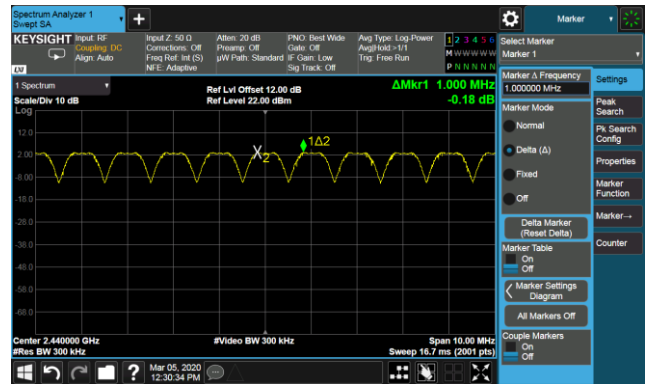 Spectrum Analyzer 1
Swept SA
+
Marker
KEYSIGHT
Input: RF
Coupling: DC
Align: Auto
Input Z: 50 Ω
Corrections: Off
Freq Ref: Int (S)
NFE: Adaptive
Atten: 20 dB
Preamp: Off
µW Path: Standard
PNO: Best Wide
Gate: Off
IF Gain: Low
Sig Track: Off
Avg Type: Log-Power
Avg|Hold:>1/1
Trig: Free Run
1 2 3 4 5 6
M W W W W W
P N N N N N
LXI
Select Marker
Marker 1
1 Spectrum
Scale/Div 10 dB
Log
Ref Lvl Offset 12.00 dB
Ref Level 22.00 dBm
ΔMkr1 1.000 MHz
-0.18 dB
12.0
2.00
-8.00
-18.0
-28.0
-38.0
-48.0
-58.0
-68.0
X2
1Δ2
Center 2.440000 GHz
#Res BW 300 kHz
#Video BW 300 kHz
Span 10.00 MHz
Sweep 16.7 ms (2001 pts)
Marker Δ Frequency
1.000000 MHz
Marker Mode
Normal
Delta (Δ)
Fixed
Off
Delta Marker
(Reset Delta)
Marker Table
On
Off
Marker Settings
Diagram
All Markers Off
Couple Markers
On
Off
Settings
Peak
Search
Pk Search
Config
Properties
Marker
Function
Marker→
Counter
?
Mar 05, 2020
12:30:34 PM